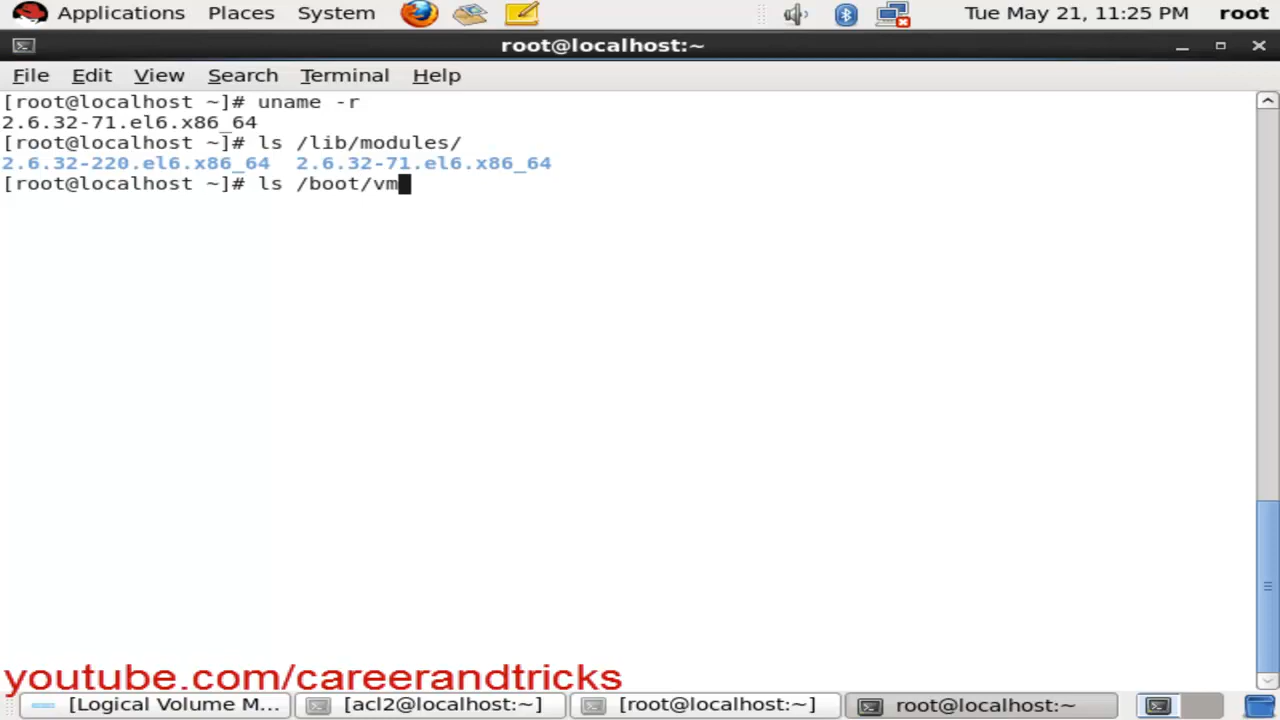 Applications Places System Tue May 21, 11:25 PM root
root@localhost:~
File Edit View Search Terminal Help
[root@localhost ~]# uname -r
2.6.32-71.el6.x86_64
[root@localhost ~]# ls /lib/modules/
2.6.32-220.el6.x86_64 2.6.32-71.el6.x86_64
[root@localhost ~]# ls /boot/vm
youtube.com/careerandtricks
[Logical Volume M... [acl2@localhost:~] [root@localhost:~] root@localhost:~